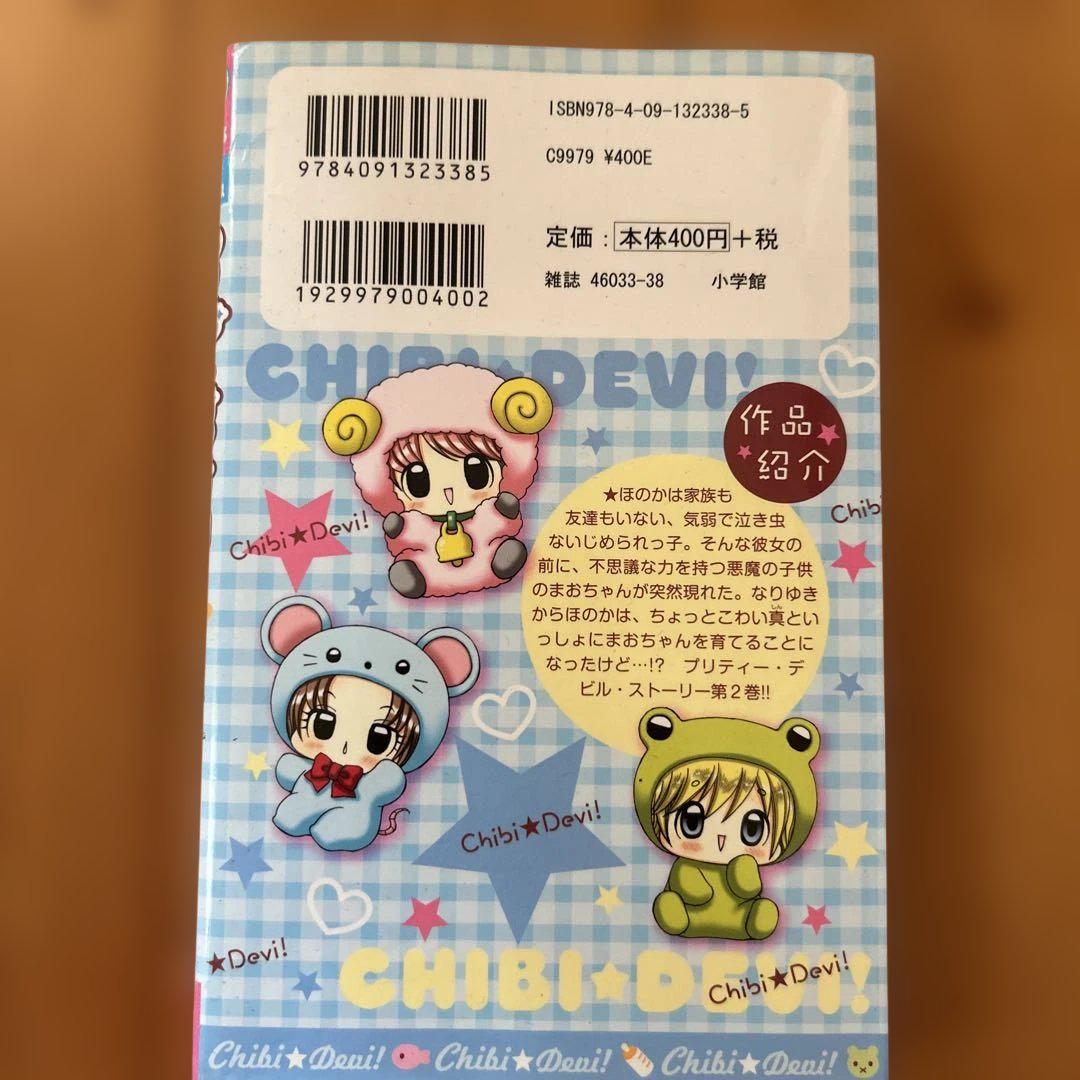 ISBN978-4-09-132338-5
9784091323385
C9979 ¥400E
定価：本体400円+税
1929979004002
雑誌 46033-38 小学館
CHIBI★DEVI!
作品
紹介
★ほのかは家族も
友達もいない、気弱で泣き虫
ないじめられっ子。そんな彼女の
前に、不思議な力を持つ悪魔の子供
のまおちゃんが突然現れた。なりゆき
からほのかは、ちょっとこわい真とい
しん
っしょにまおちゃんを育てることに
なったけど…!?　プリティー・デ
ビル・ストーリー第2巻!!
Chibi
Chibi★Devi!
Chibi★Devi!
★Devi!
CHIBI★DEVI!
Chibi★Devi!
Chibi★Devi! Chibi★Devi! Chibi★Devi!